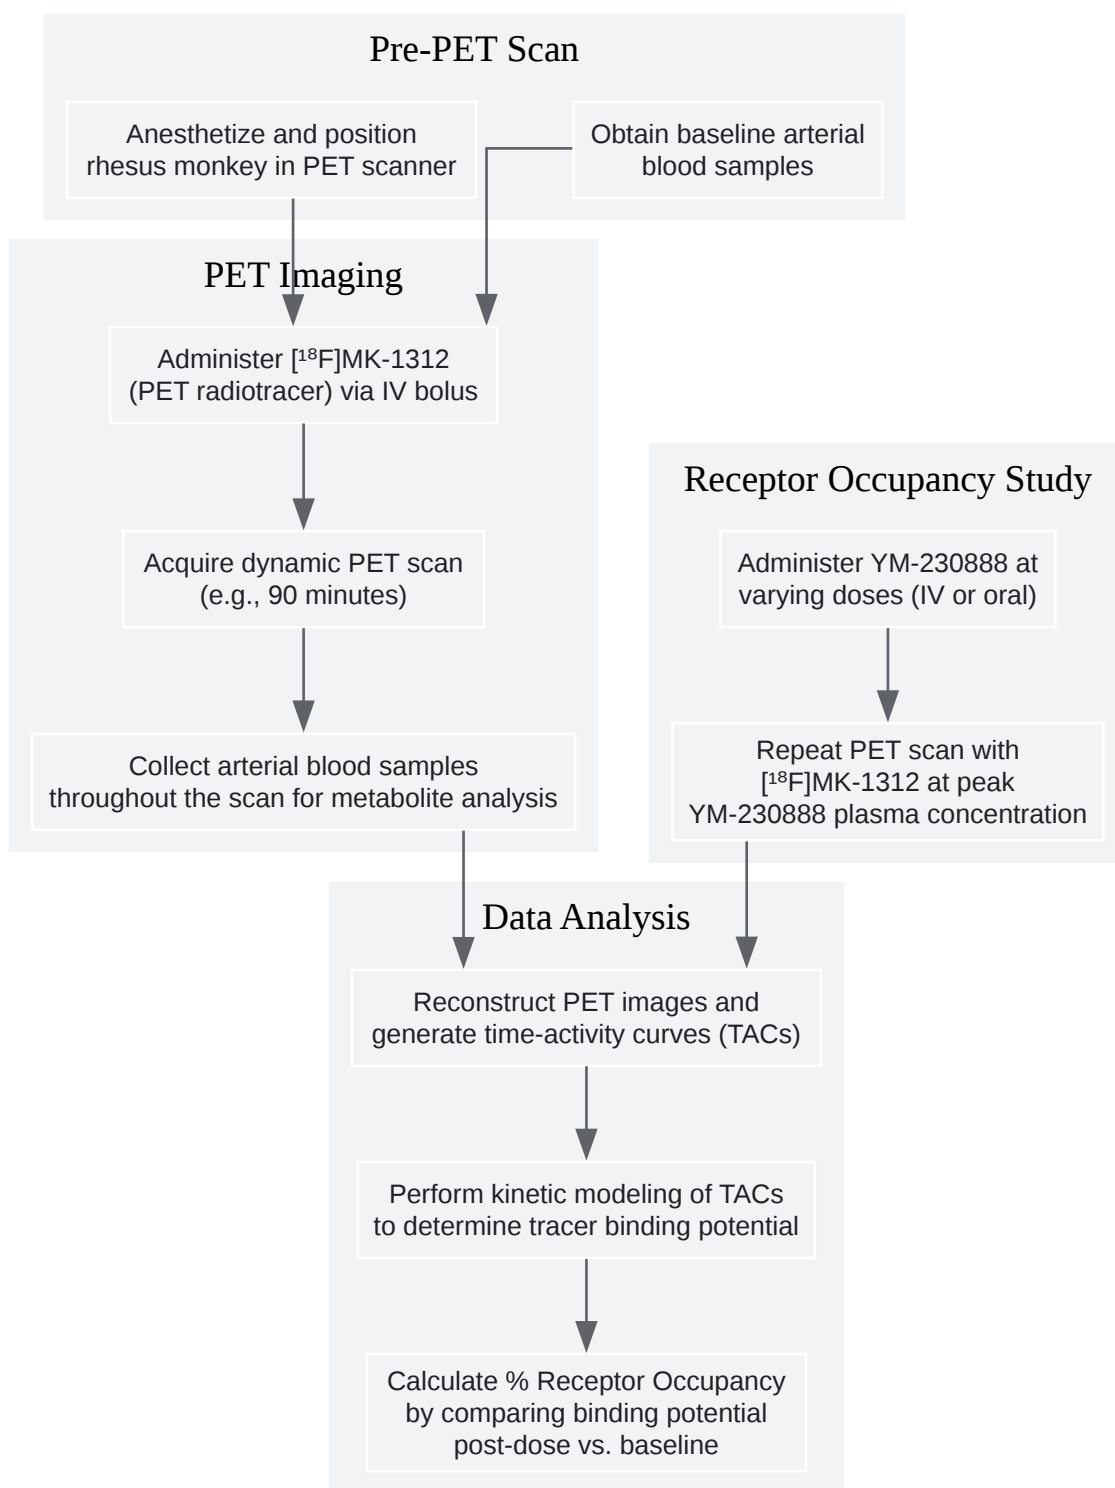 Pre-PET Scan
Anesthetize and position
rhesus monkey in PET scanner
Obtain baseline arterial
blood samples
PET Imaging
Administer [¹⁸F]MK-1312
(PET radiotracer) via IV bolus
Acquire dynamic PET scan
(e.g., 90 minutes)
Collect arterial blood samples
throughout the scan for metabolite analysis
Receptor Occupancy Study
Administer YM-230888 at
varying doses (IV or oral)
Repeat PET scan with
[¹⁸F]MK-1312 at peak
YM-230888 plasma concentration
Data Analysis
Reconstruct PET images and
generate time-activity curves (TACs)
Perform kinetic modeling of TACs
to determine tracer binding potential
Calculate % Receptor Occupancy
by comparing binding potential
post-dose vs. baseline